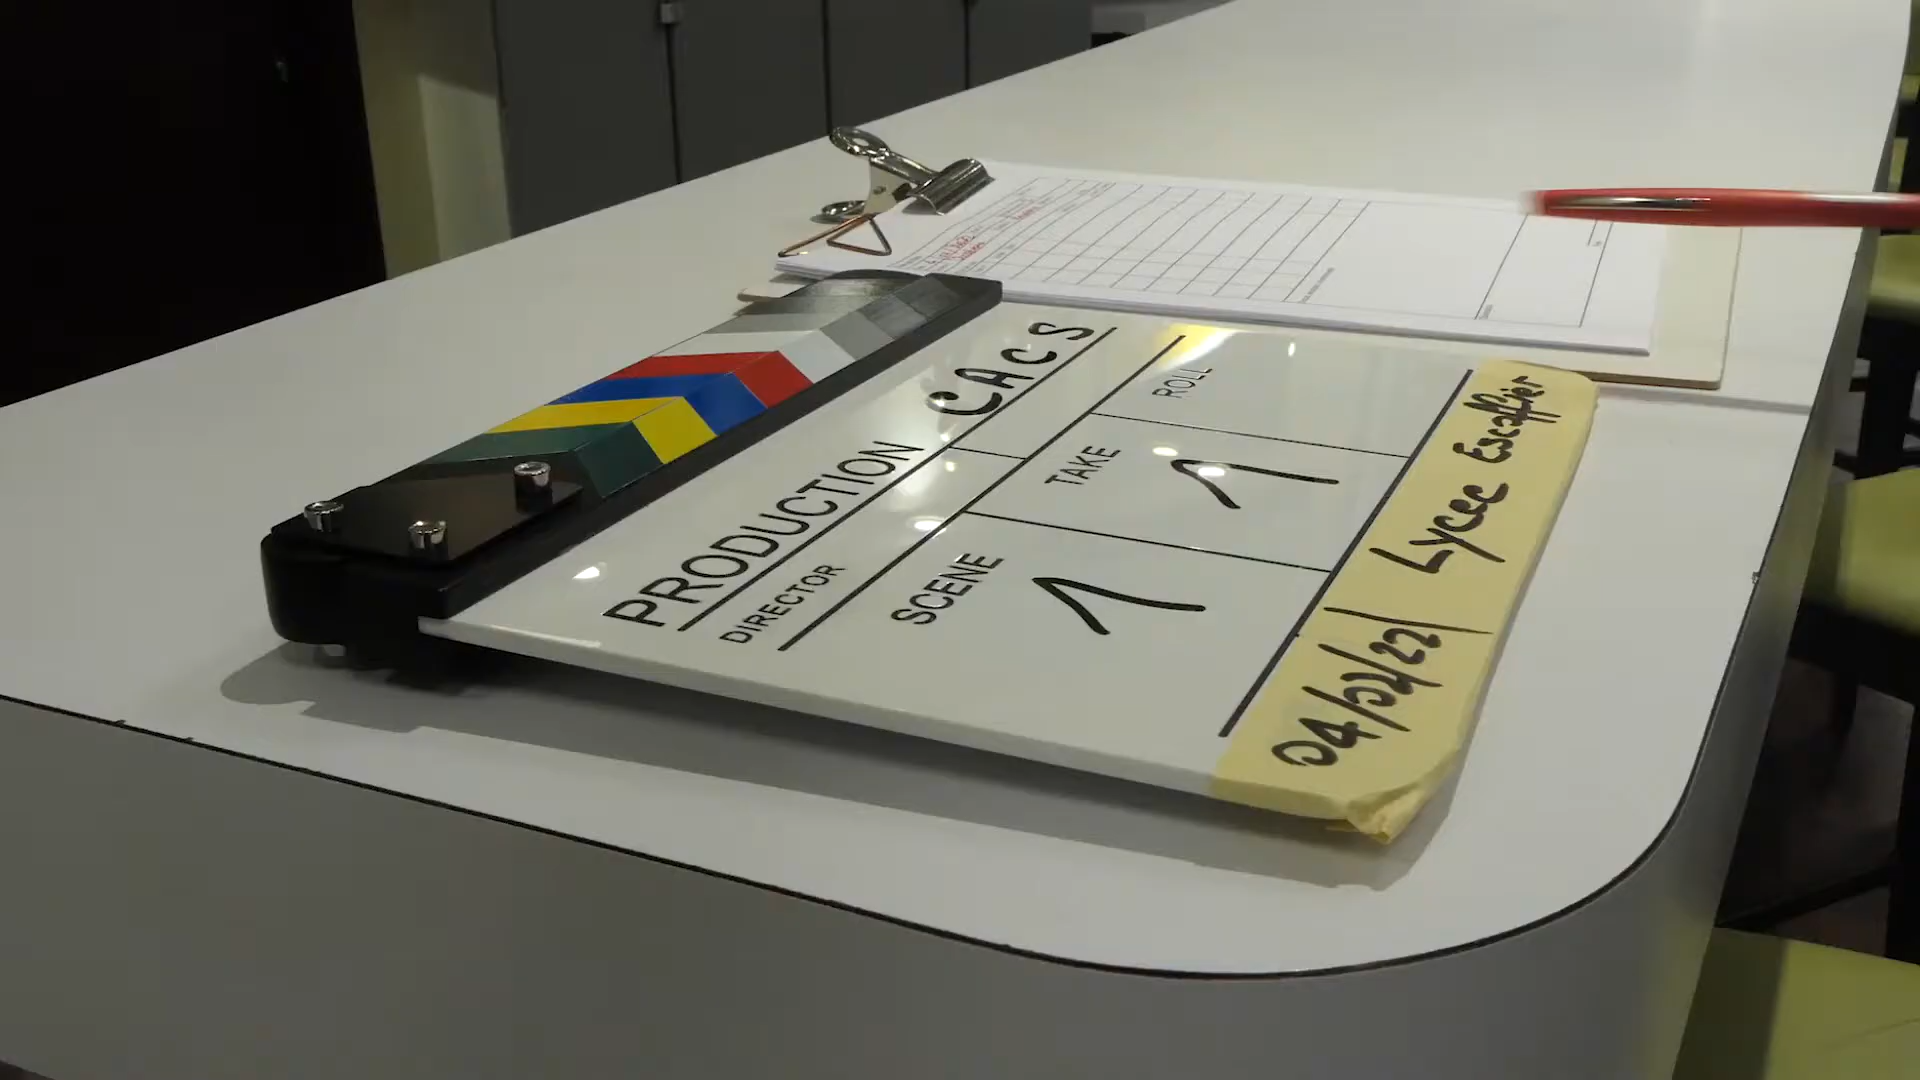 PRODUCTION CACS
DIRECTOR
SCENE 1
TAKE 1
ROLL
04/02/22 / Lycee Escoffier